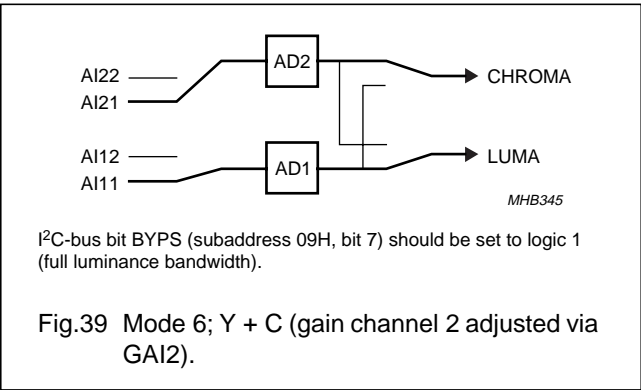 AD2
AI22
CHROMA
AI21
AI12
LUMA
AD1
AI11
MHB345
I²C-bus bit BYPS (subaddress 09H, bit 7) should be set to logic 1
(full luminance bandwidth).
Fig.39 Mode 6; Y + C (gain channel 2 adjusted via
GAI2).